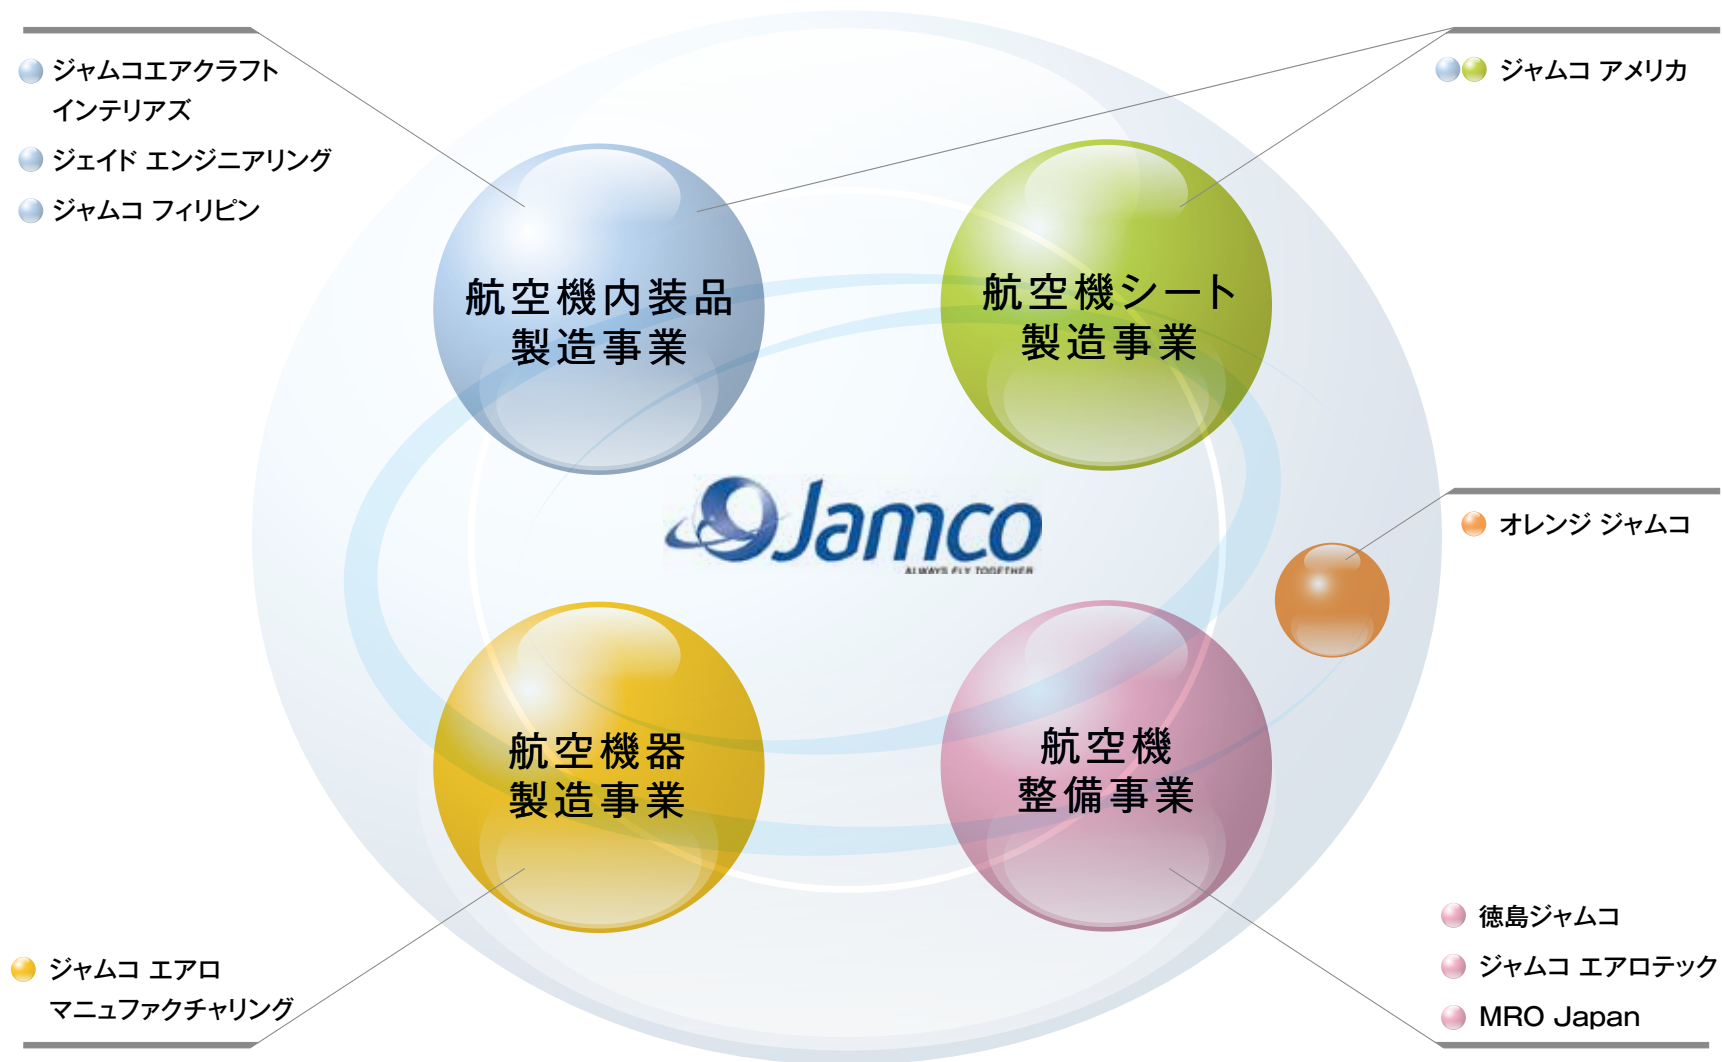 ジャムコエアクラフト
インテリアズ
ジェイド エンジニアリング
ジャムコ フィリピン
ジャムコ アメリカ
航空機内装品
製造事業
航空機シート
製造事業
Jamco
ALWAYS FLY TOGETHER
オレンジ ジャムコ
航空機器
製造事業
航空機
整備事業
ジャムコ エアロ
マニュファクチャリング
徳島ジャムコ
ジャムコ エアロテック
MRO Japan